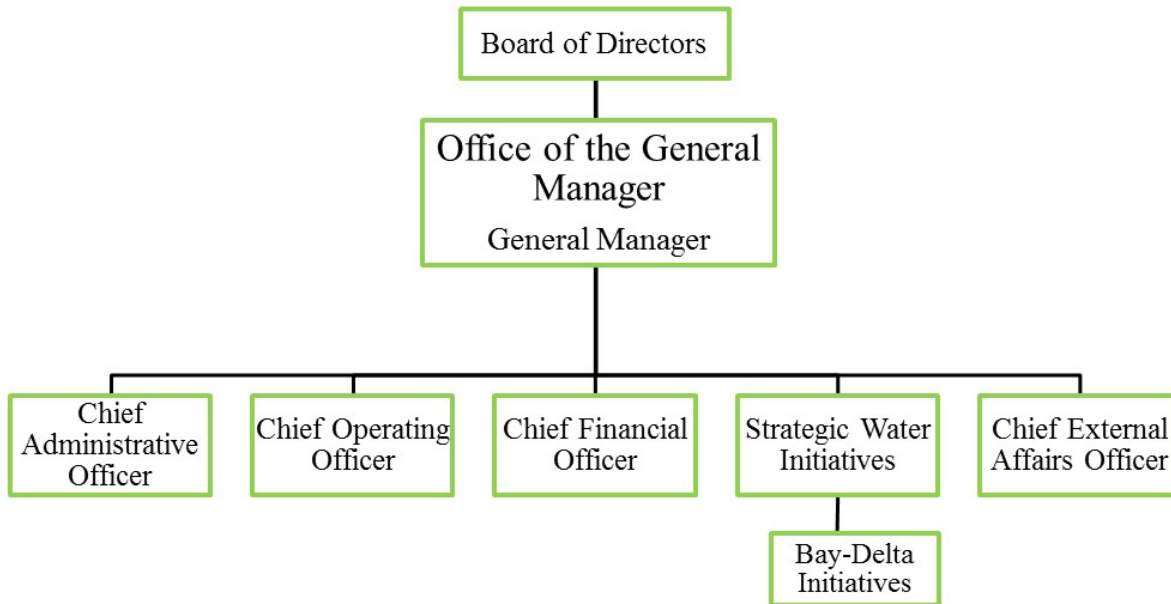 Board of Directors
Office of the General
Manager
General Manager
Chief
Administrative
Officer
Chief Operating
Officer
Chief Financial
Officer
Strategic Water
Initiatives
Chief External
Affairs Officer
Bay-Delta
Initiatives